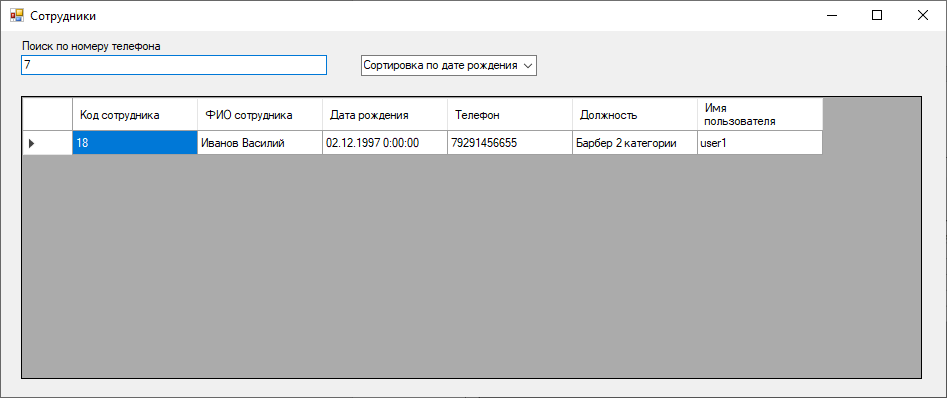 Сотрудники
Поиск по номеру телефона
7
Сортировка по дате рождения
Код сотрудника ФИО сотрудника Дата рождения Телефон Должность Имя пользователя
18 Иванов Василий 02.12.1997 0:00:00 79291456655 Барбер 2 категории user1